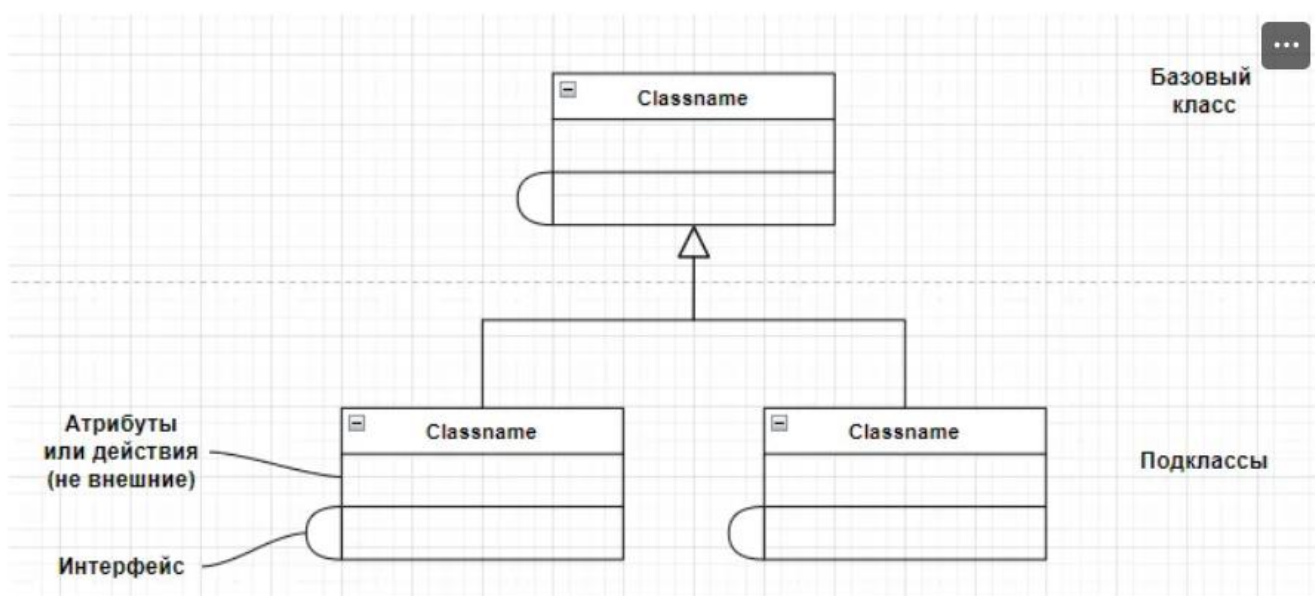 Базовый
класс
Classname
Атрибуты
или действия
(не внешние)
Classname
Classname
Подклассы
Интерфейс